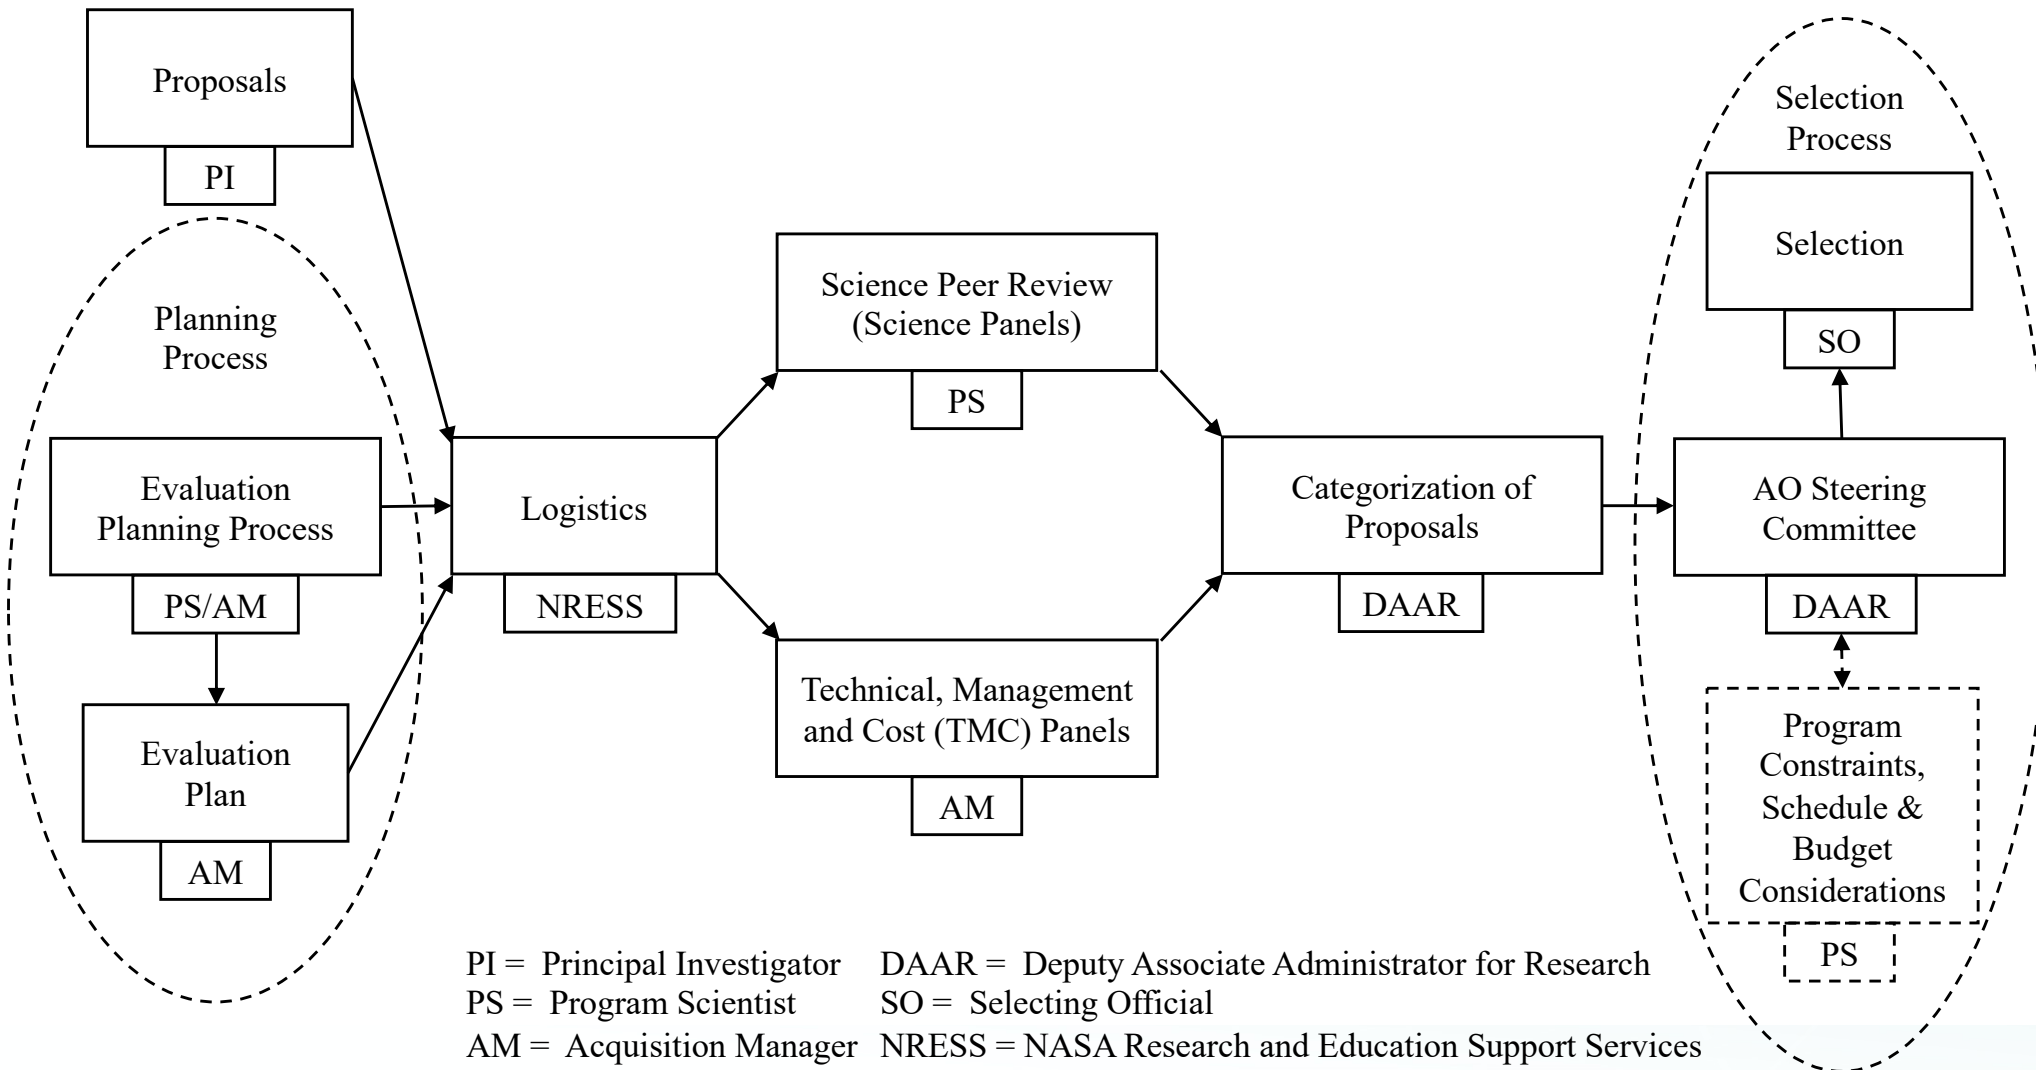 Proposals
PI
Planning
Process
Evaluation
Planning Process
PS/AM
Evaluation
Plan
AM
Logistics
NRESS
Science Peer Review
(Science Panels)
PS
Technical, Management
and Cost (TMC) Panels
AM
Categorization of
Proposals
DAAR
Selection
Process
Selection
SO
AO Steering
Committee
DAAR
Program
Constraints,
Schedule &
Budget
Considerations
PS
PI = Principal Investigator
PS = Program Scientist
AM = Acquisition Manager
DAAR = Deputy Associate Administrator for Research
SO = Selecting Official
NRESS = NASA Research and Education Support Services